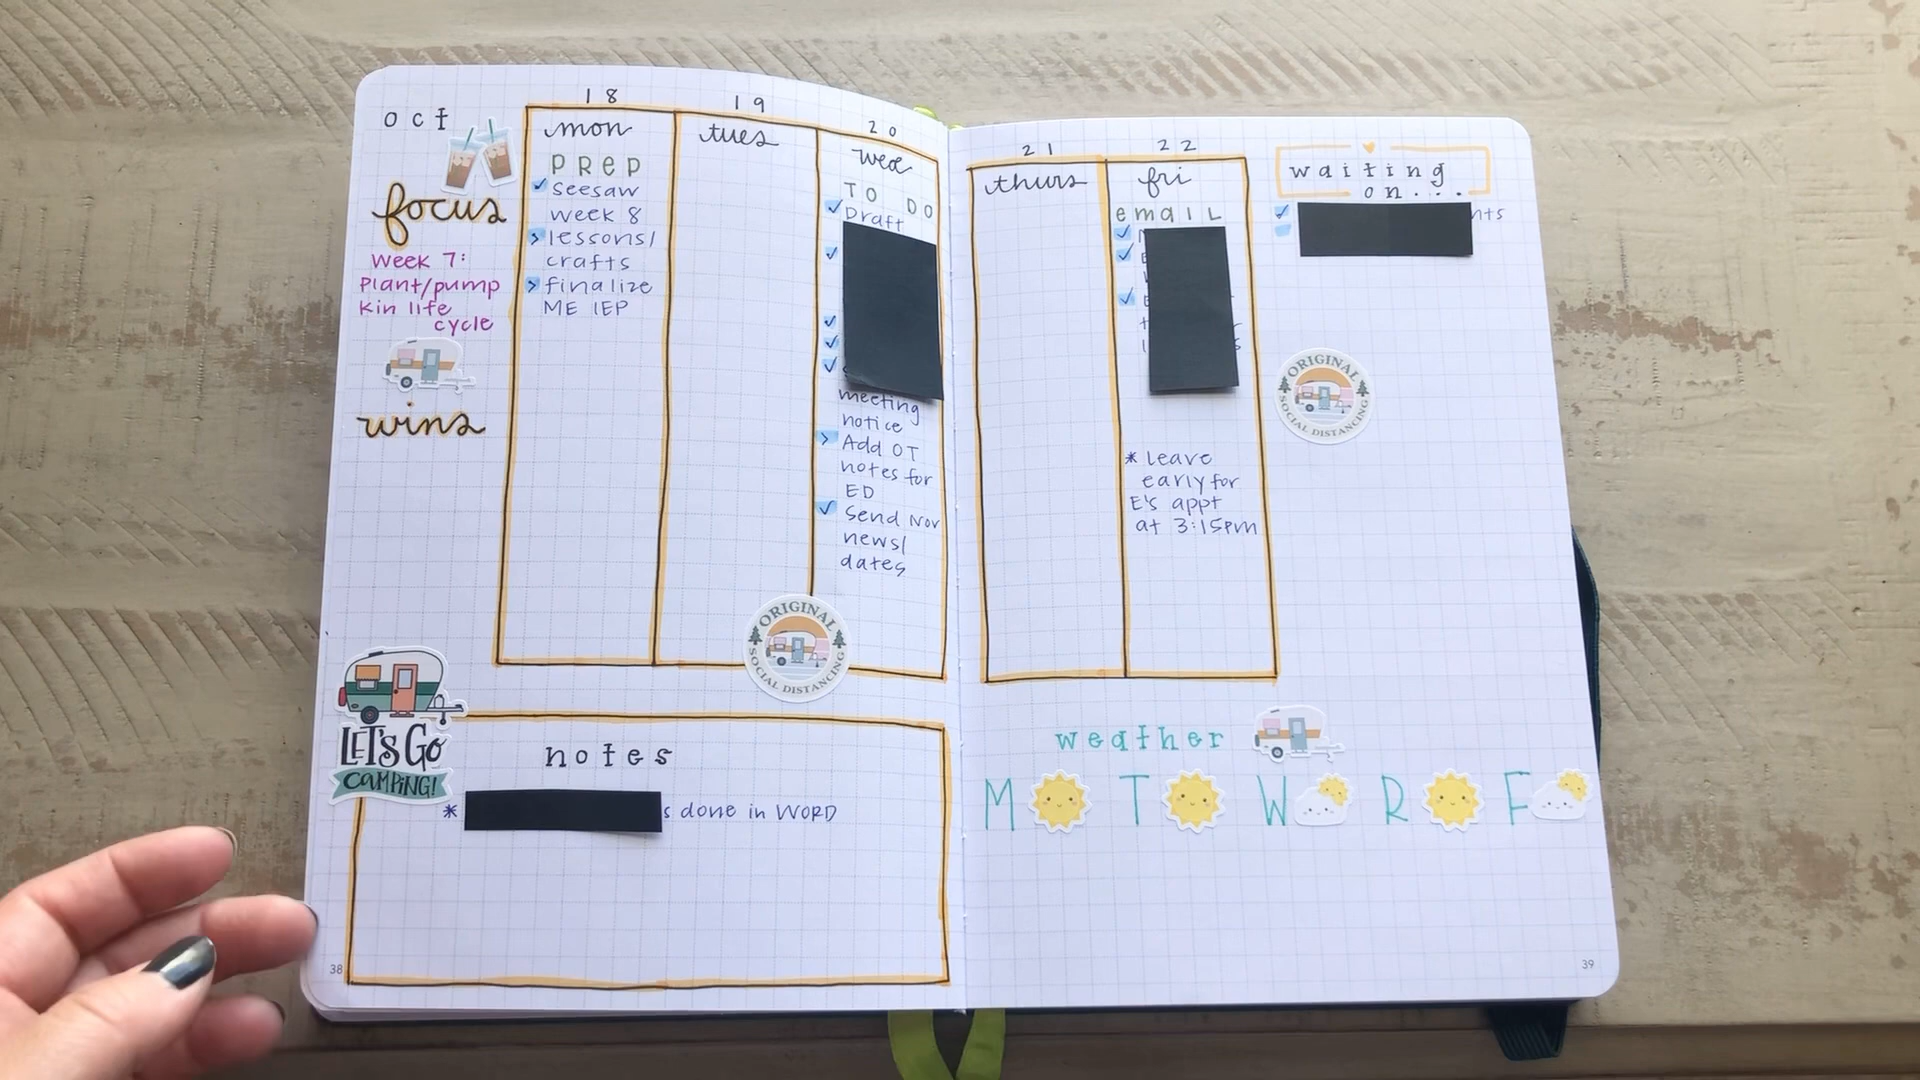 oct
focus
Week 7:
Plant/pump
kin life
cycle
wins
18
mon
PREP
seesaw
week 8
lessons/
crafts
finalize
ME IEP
19
tues
20
wed
TO DO
Draft
meeting
notice
Add OT
notes for
ED
Send Nov
news/
dates
ORIGINAL
SOCIAL DISTANCING
LET'S GO
CAMPING!
notes
* s done in WORD
38
21
thurs
22
fri
email
* leave
early for
E's appt
at 3:15pm
waiting
on...
nts
ORIGINAL
SOCIAL DISTANCING
weather
M T W R F
39